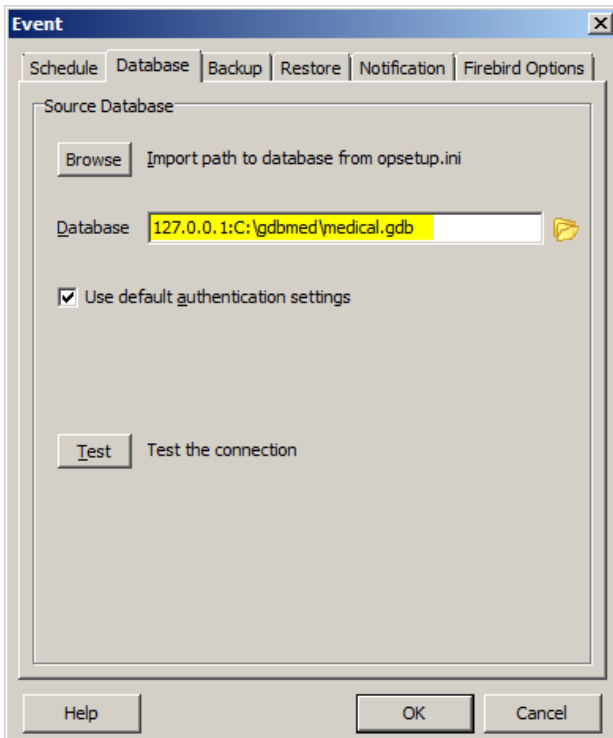 Event
Schedule Database Backup Restore Notification Firebird Options
Source Database
Browse Import path to database from opsetup.ini
Database 127.0.0.1:C:\gdbmed\medical.gdb
Use default authentication settings
Test Test the connection
Help OK Cancel